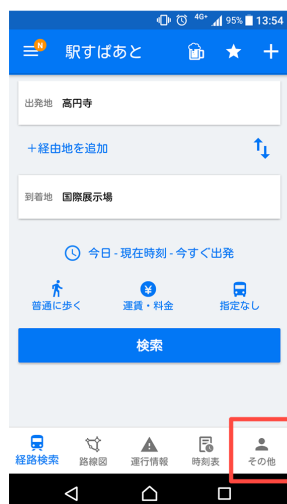 4G+ 95% 13:54
N
駅すぱあと
出発地 高円寺
+経由地を追加
到着地 国際展示場
今日 - 現在時刻 - 今すぐ出発
¥
普通に歩く 運賃・料金 指定なし
検索
経路検索 路線図 運行情報 時刻表 その他